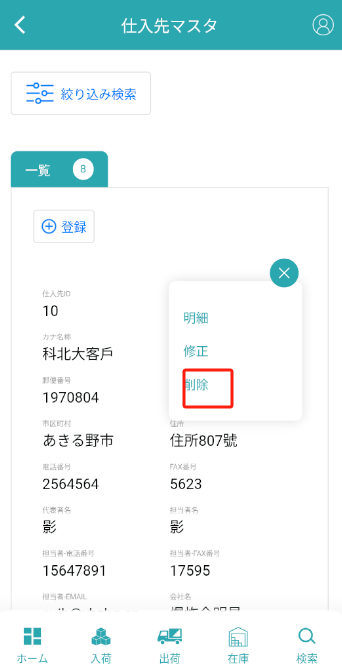 仕入先マスタ
絞り込み検索
一覧 8
登録
仕入先ID
10
明細
修正
削除
カナ名称
科北大客戶
郵便番号
1970804
市区町村 住所
あきる野市 住所807號
電話番号 FAX番号
2564564 5623
代表者名 担当者名
影 影
担当者-電話番号 担当者-FAX番号
15647891 17595
担当者-EMAIL 会社名
ホーム 入荷 出荷 在庫 検索